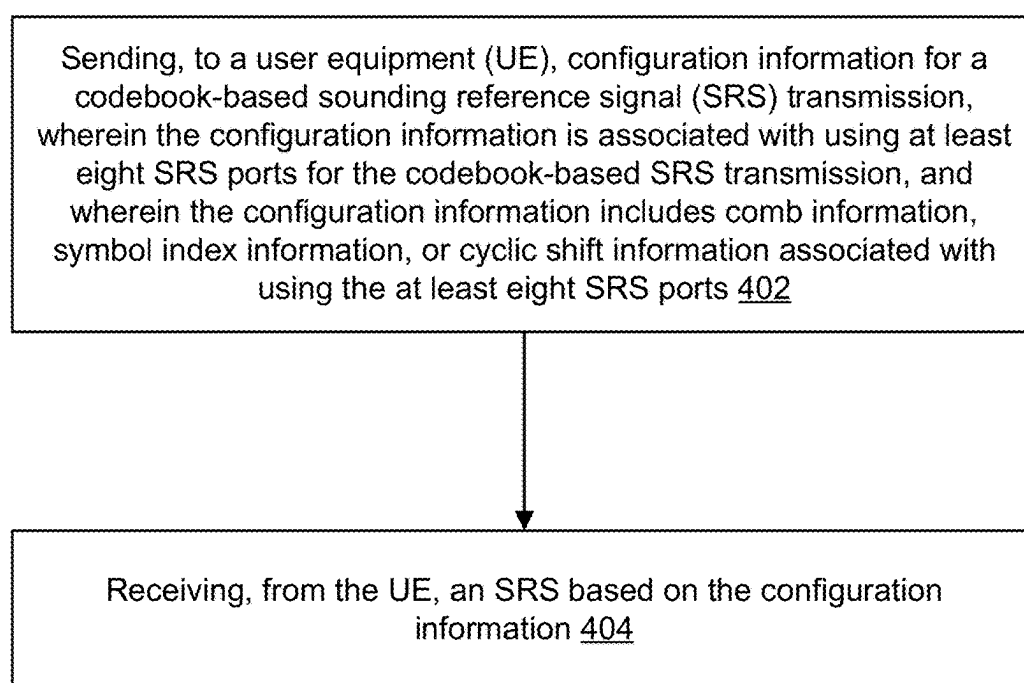 Sending, to a user equipment (UE), configuration information for a
codebook-based sounding reference signal (SRS) transmission,
wherein the configuration information is associated with using at least
eight SRS ports for the codebook-based SRS transmission, and
wherein the configuration information includes comb information,
symbol index information, or cyclic shift information associated with
using the at least eight SRS ports 402
Receiving, from the UE, an SRS based on the configuration
information 404